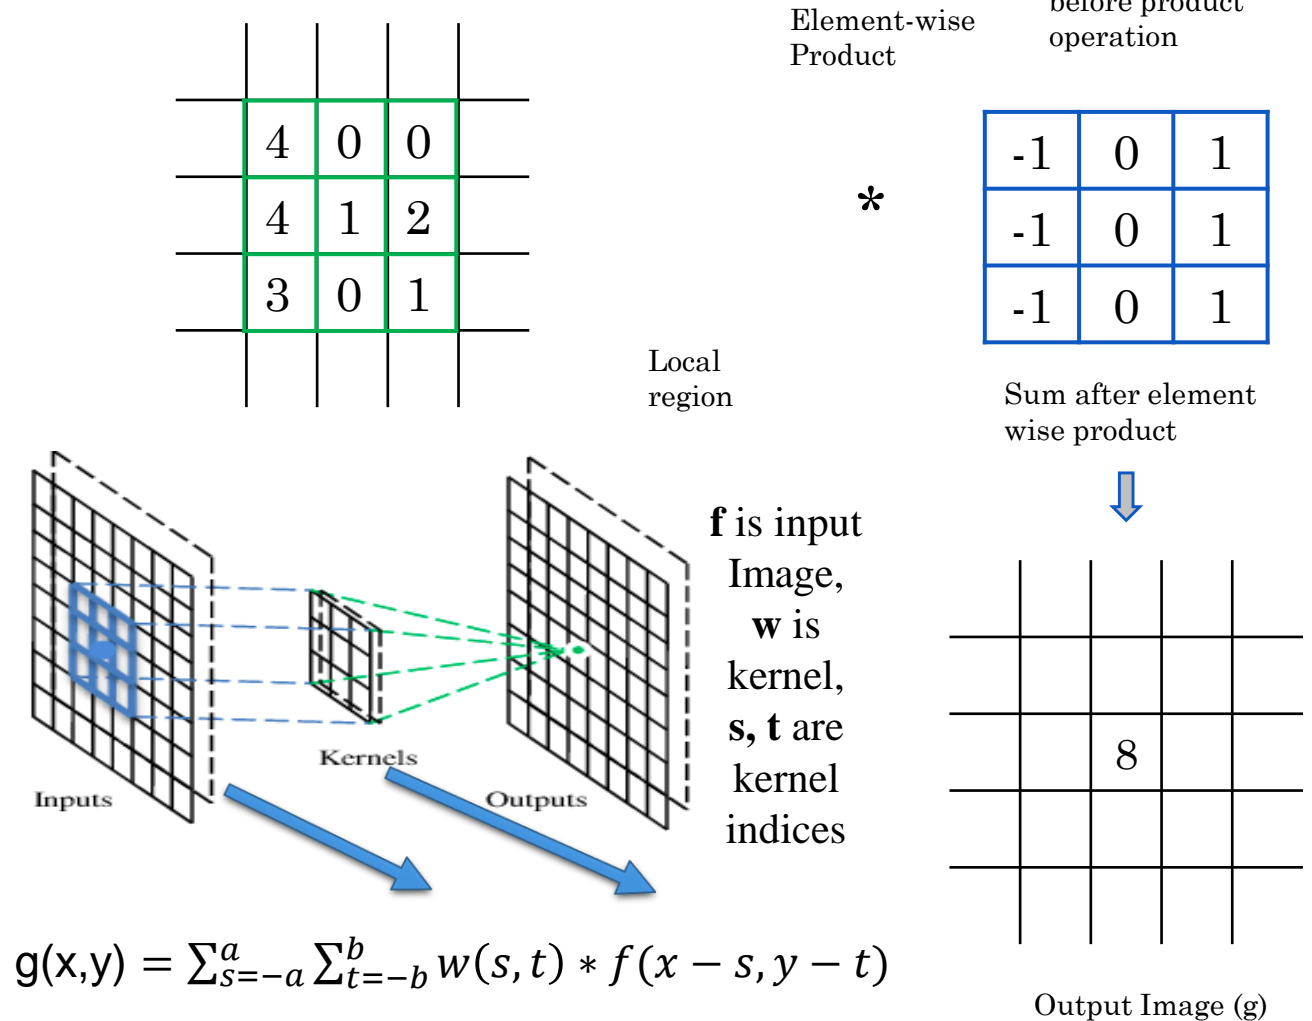 Element-wise
Product
before product
operation
4 0 0
4 1 2
3 0 1
*
-1 0 1
-1 0 1
-1 0 1
Local
region
Sum after element
wise product
f is input
Image,
w is
kernel,
s, t are
kernel
indices
Inputs
Kernels
Outputs
8
g(x,y) = ∑_{s=-a}^{a} ∑_{t=-b}^{b} w(s, t) * f(x − s, y − t)
Output Image (g)